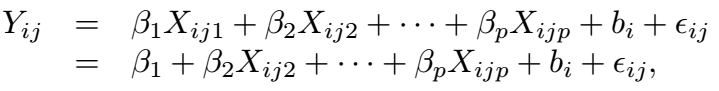 Y_{ij} = β_1 X_{ij1} + β_2 X_{ij2} + ⋯ + β_p X_{ijp} + b_i + ϵ_{ij}
= β_1 + β_2 X_{ij2} + ⋯ + β_p X_{ijp} + b_i + ϵ_{ij},